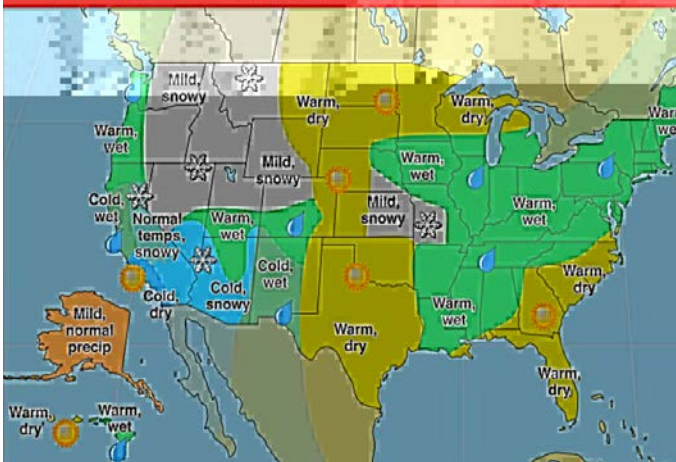 Mild,
snowy
Warm,
dry
Warm,
dry
Warm,
wet
Warm,
wet
Warm,
wet
Mild,
snowy
Cold,
wet
Mild,
snowy
Warm,
wet
Normal
temps,
snowy
Warm,
wet
Cold,
wet
Cold,
snowy
Cold,
dry
Warm,
dry
Mild,
normal
precip
Warm,
wet
Warm,
dry
Warm,
dry
Warm,
dry
Warm,
wet